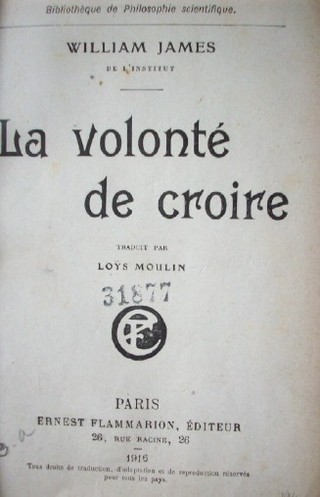 Bibliothèque de Philosophie scientifique.
WILLIAM JAMES
DE L'INSTITUT
La volonté
de croire
TRADUIT PAR
LOŸS MOULIN
31877
PARIS
ERNEST FLAMMARION, ÉDITEUR
26, RUE RACINE, 26
1916
Tous droits de traduction, d'adaptation et de reproduction réservés
pour tous les pays.